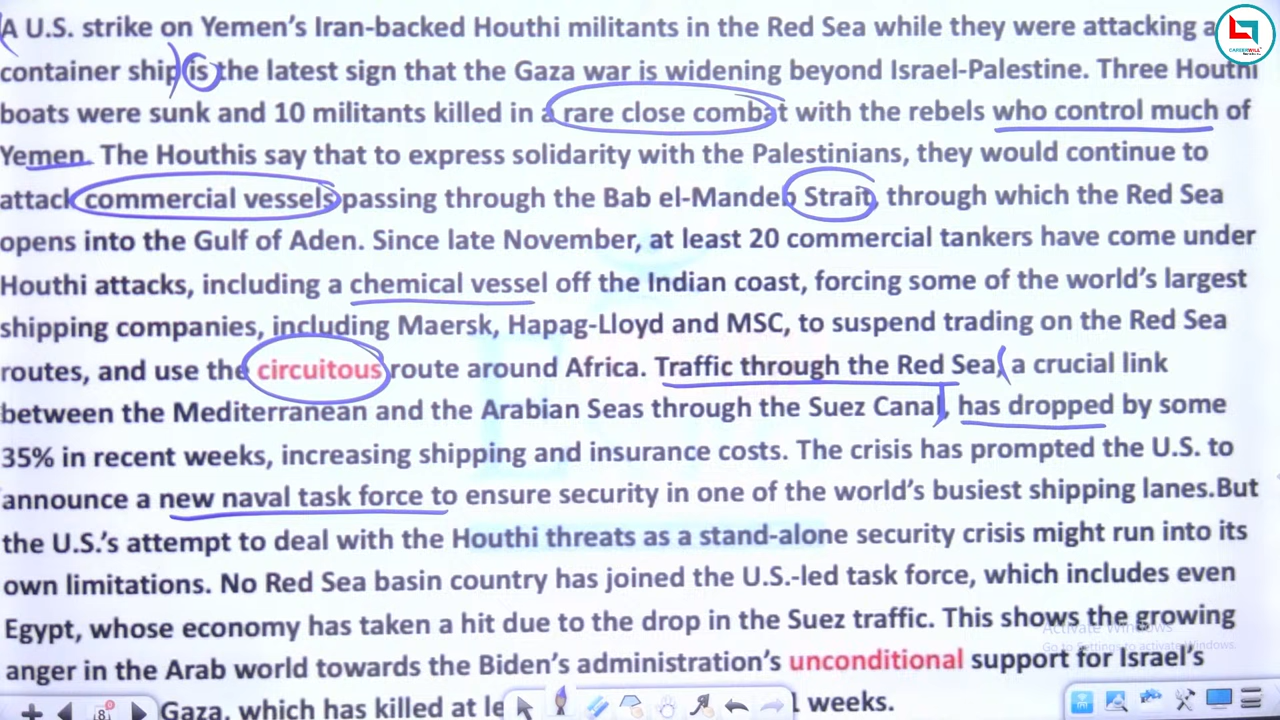 A U.S. strike on Yemen's Iran-backed Houthi militants in the Red Sea while they were attacking a
container ship is the latest sign that the Gaza war is widening beyond Israel-Palestine. Three Houthi
boats were sunk and 10 militants killed in a rare close combat with the rebels who control much of
Yemen. The Houthis say that to express solidarity with the Palestinians, they would continue to
attack commercial vessels passing through the Bab el-Mandeb Strait, through which the Red Sea
opens into the Gulf of Aden. Since late November, at least 20 commercial tankers have come under
Houthi attacks, including a chemical vessel off the Indian coast, forcing some of the world's largest
shipping companies, including Maersk, Hapag-Lloyd and MSC, to suspend trading on the Red Sea
routes, and use the circuitous route around Africa. Traffic through the Red Sea, a crucial link
between the Mediterranean and the Arabian Seas through the Suez Canal, has dropped by some
35% in recent weeks, increasing shipping and insurance costs. The crisis has prompted the U.S. to
announce a new naval task force to ensure security in one of the world's busiest shipping lanes.But
the U.S.'s attempt to deal with the Houthi threats as a stand-alone security crisis might run into its
own limitations. No Red Sea basin country has joined the U.S.-led task force, which includes even
Egypt, whose economy has taken a hit due to the drop in the Suez traffic. This shows the growing
anger in the Arab world towards the Biden's administration's unconditional support for Israel's
Gaza, which has killed at le weeks.
CAREERWILL
Activate Windows
Go to Settings to activate Windows.
8